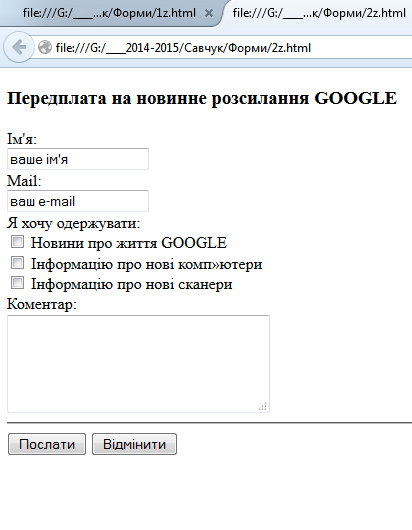 file:///G:/____...к/Форми/1z.html
file:///G:/____...к/Форми/2z.html
file:///G:/____2014-2015/Савчук/Форми/2z.html
Передплата на новинне розсилання GOOGLE
Ім'я:
ваше ім'я
Mail:
ваш e-mail
Я хочу одержувати:
Новини про життя GOOGLE
Інформацію про нові комп»ютери
Інформацію про нові сканери
Коментар:
Послати Відмінити